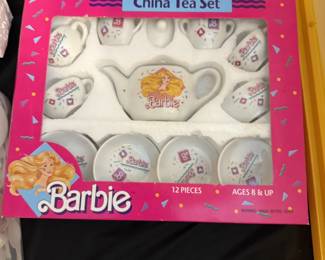 China Tea Set
Barbie
Barbie
12 PIECES
AGES 8 & UP